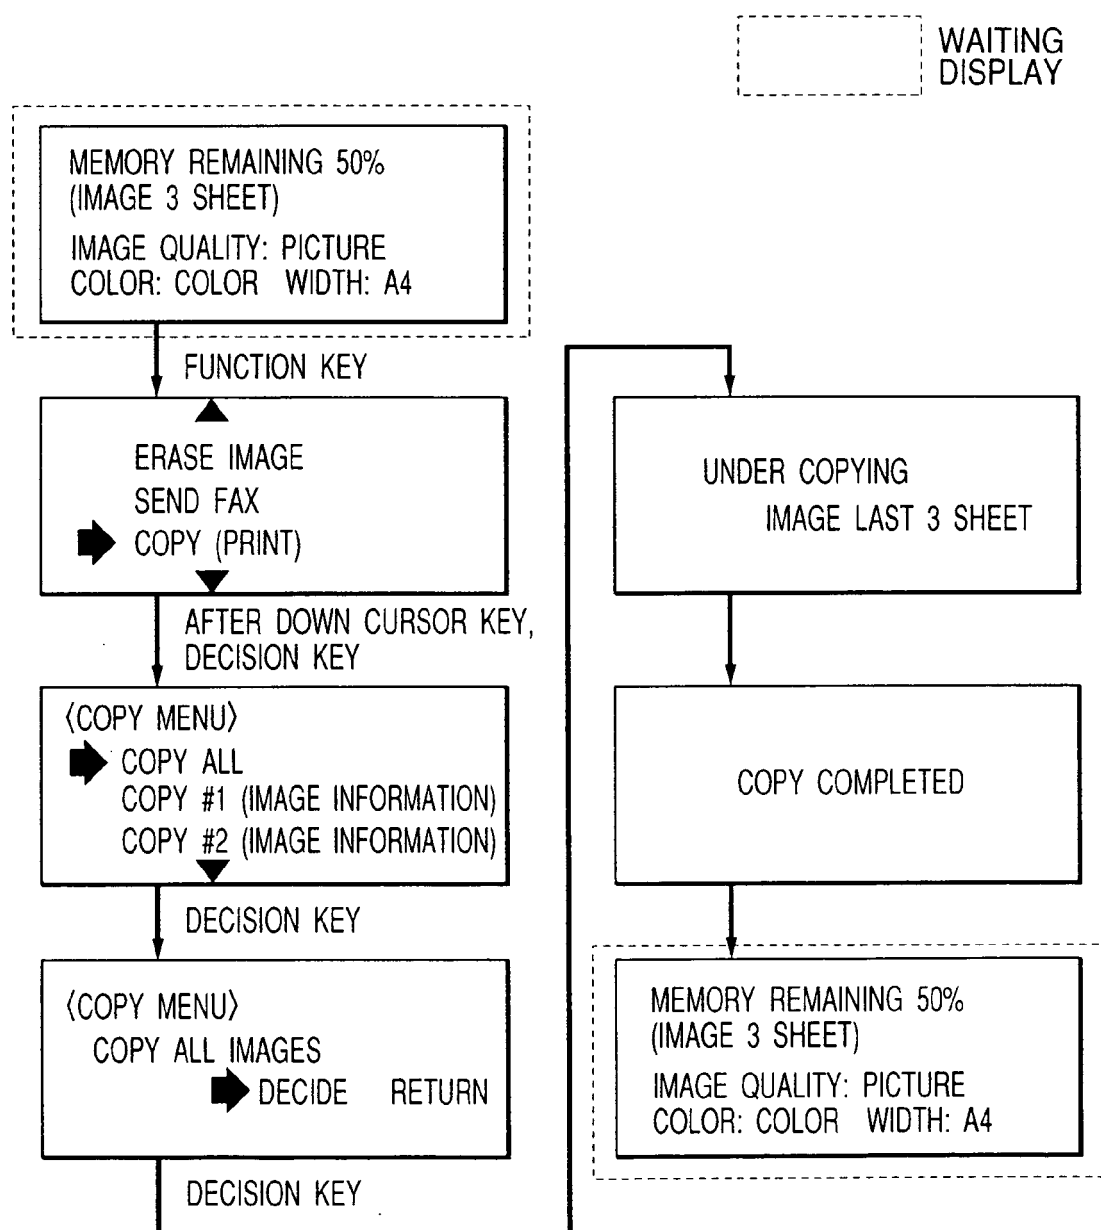 WAITING
DISPLAY
MEMORY REMAINING 50%
(IMAGE 3 SHEET)
IMAGE QUALITY: PICTURE
COLOR: COLOR WIDTH: A4
FUNCTION KEY
ERASE IMAGE
SEND FAX
COPY (PRINT)
AFTER DOWN CURSOR KEY,
DECISION KEY
〈COPY MENU〉
COPY ALL
COPY #1 (IMAGE INFORMATION)
COPY #2 (IMAGE INFORMATION)
DECISION KEY
〈COPY MENU〉
COPY ALL IMAGES
DECIDE RETURN
DECISION KEY
UNDER COPYING
IMAGE LAST 3 SHEET
COPY COMPLETED
MEMORY REMAINING 50%
(IMAGE 3 SHEET)
IMAGE QUALITY: PICTURE
COLOR: COLOR WIDTH: A4